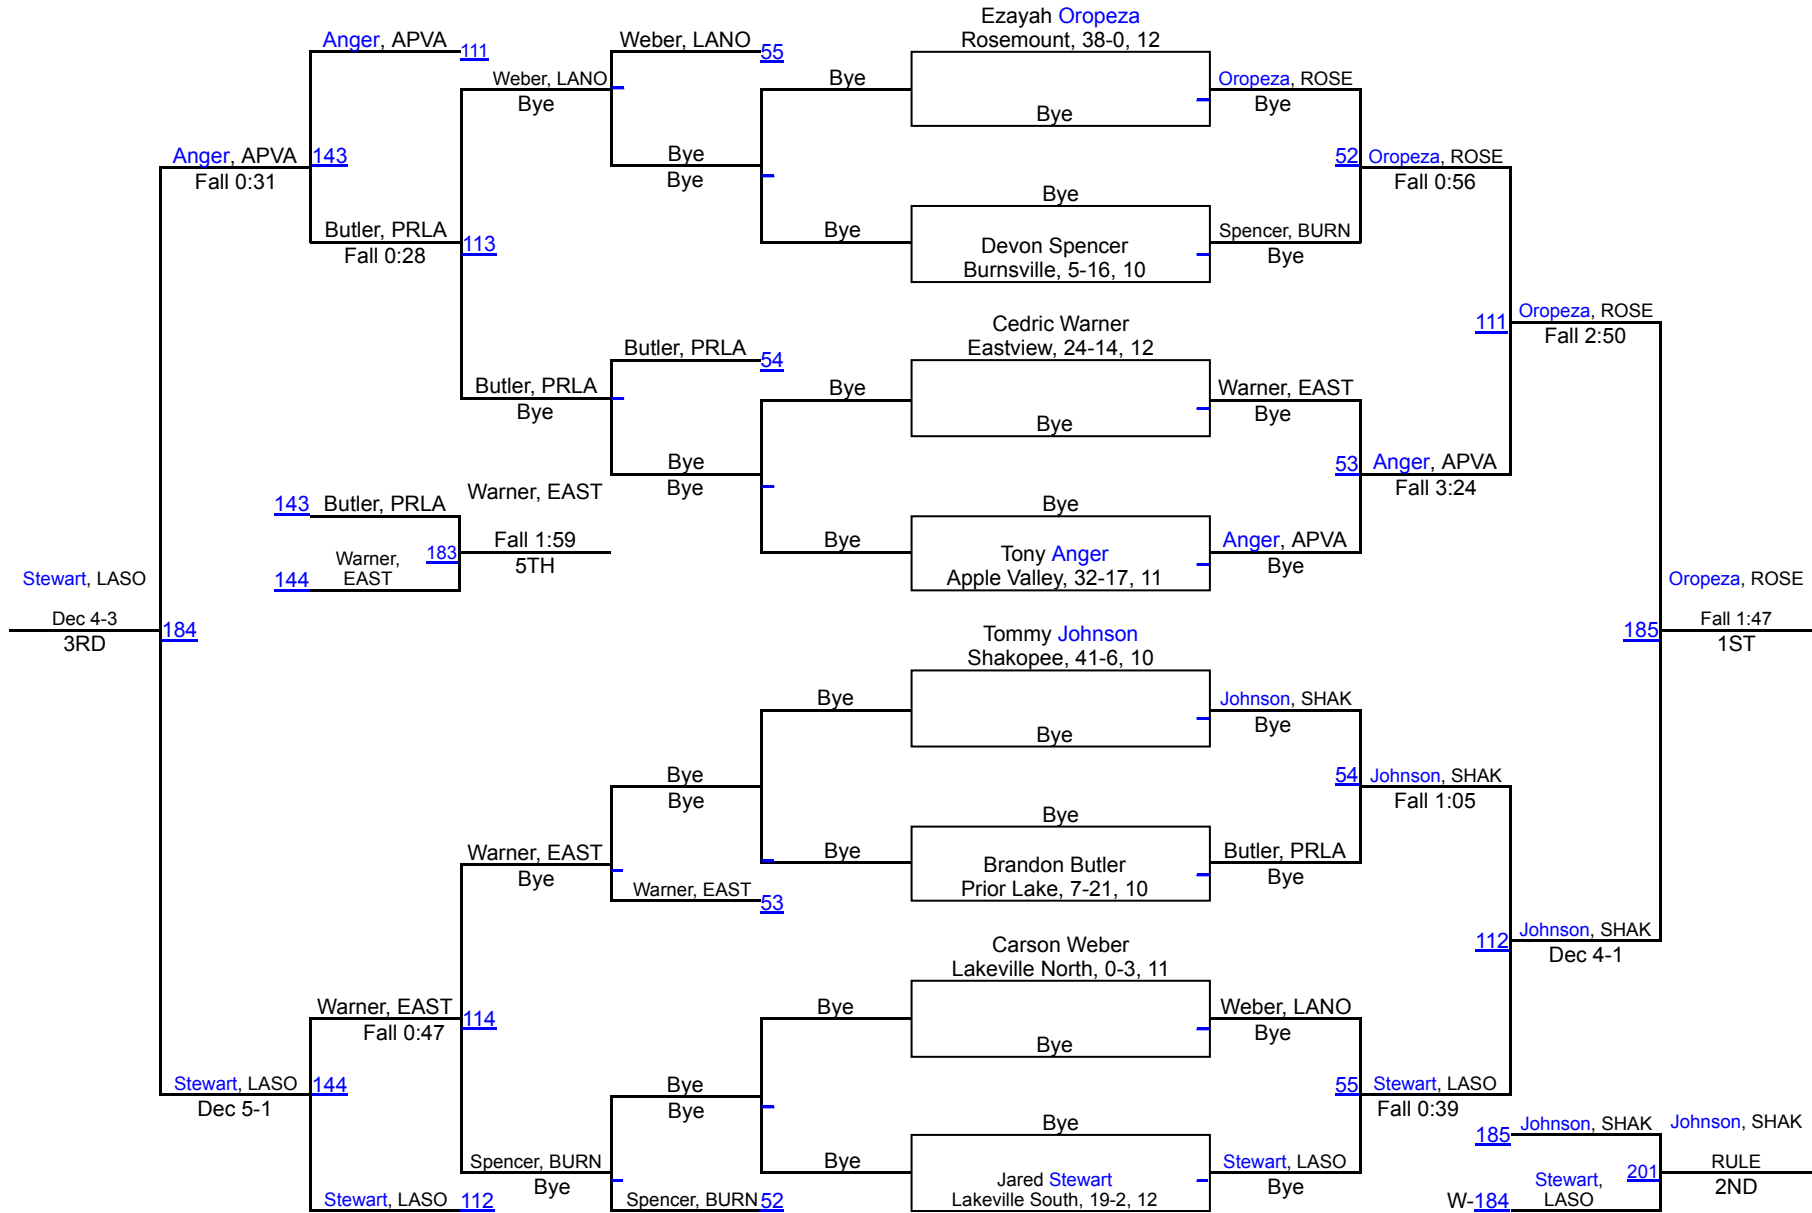 Ezayah Oropeza
Rosemount, 38-0, 12
Anger, APVA
111
Weber, LANO
55
Weber, LANO
Bye
Bye
Oropeza, ROSE
Bye
Bye
Anger, APVA
143
Fall 0:31
Bye
Bye
52
Oropeza, ROSE
Fall 0:56
Bye
Butler, PRLA
113
Fall 0:28
Bye
Devon Spencer
Burnsville, 5-16, 10
Spencer, BURN
Bye
Cedric Warner
Eastview, 24-14, 12
111
Oropeza, ROSE
Fall 2:50
Butler, PRLA
54
Butler, PRLA
Bye
Bye
Warner, EAST
Bye
Bye
Bye
Bye
53
Anger, APVA
Fall 3:24
143
Butler, PRLA
Warner, EAST
Bye
Fall 1:59
183
5TH
Warner,
EAST
144
Bye
Tony Anger
Apple Valley, 32-17, 11
Anger, APVA
Bye
Stewart, LASO
Dec 4-3
3RD
184
Oropeza, ROSE
Fall 1:47
1ST
185
Tommy Johnson
Shakopee, 41-6, 10
Bye
Johnson, SHAK
Bye
Bye
Bye
Bye
54
Johnson, SHAK
Fall 1:05
Bye
Warner, EAST
Bye
Bye
Brandon Butler
Prior Lake, 7-21, 10
Butler, PRLA
Bye
Warner, EAST
53
Carson Weber
Lakeville North, 0-3, 11
112
Johnson, SHAK
Dec 4-1
Warner, EAST
114
Fall 0:47
Bye
Weber, LANO
Bye
Bye
Stewart, LASO
144
Dec 5-1
Bye
Bye
55
Stewart, LASO
Fall 0:39
Bye
Spencer, BURN
Bye
Bye
Jared Stewart
Lakeville South, 19-2, 12
Stewart, LASO
Bye
Stewart, LASO
112
Spencer, BURN
52
185
Johnson, SHAK
Johnson, SHAK
RULE
201
2ND
Stewart,
LASO
W-184